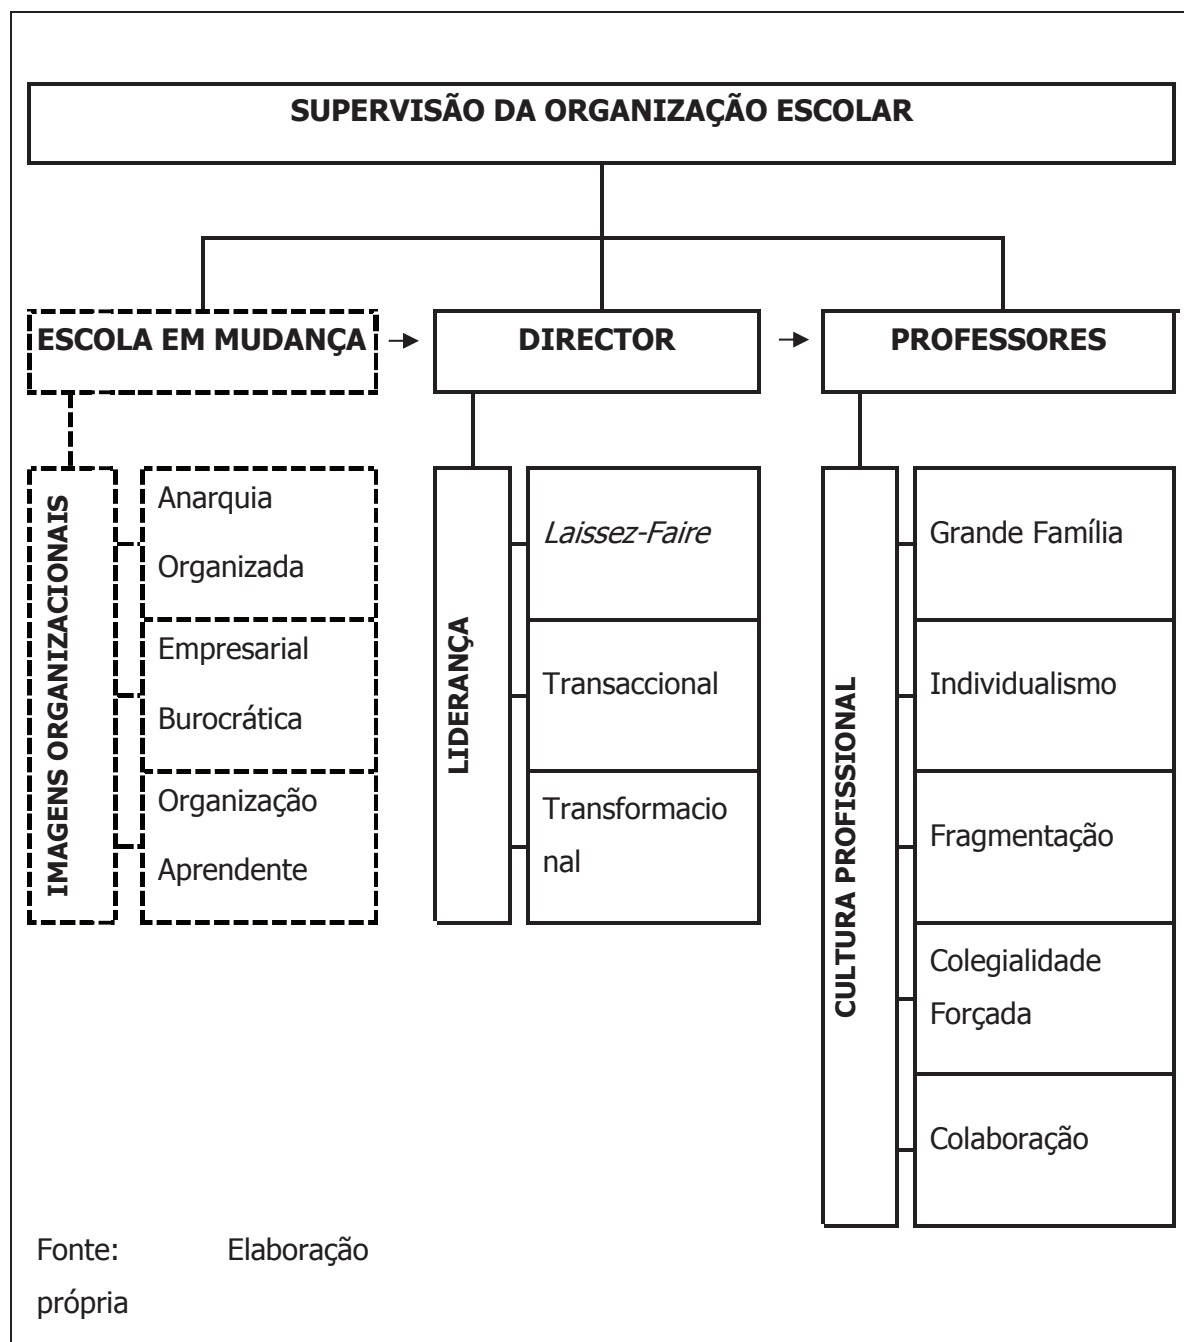 SUPERVISÃO DA ORGANIZAÇÃO ESCOLAR
ESCOLA EM MUDANÇA
DIRECTOR
PROFESSORES
IMAGENS ORGANIZACIONAIS
Anarquia
Organizada
Empresarial
Burocrática
Organização
Aprendente
LIDERANÇA
Laissez-Faire
Transaccional
Transformacio
nal
CULTURA PROFISSIONAL
Grande Família
Individualismo
Fragmentação
Colegialidade
Forçada
Colaboração
Fonte: Elaboração
própria